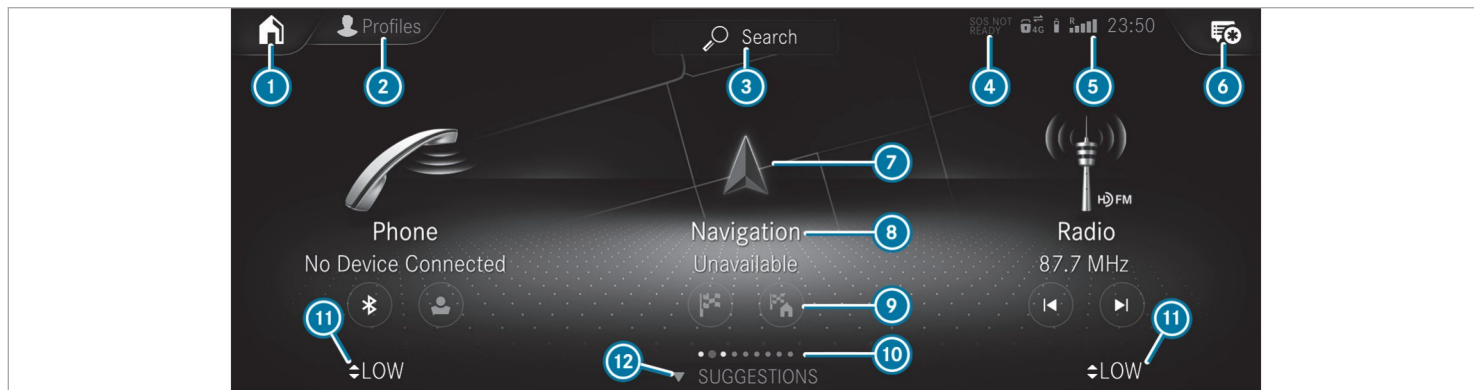 Profiles
Search
SOS NOT
READY
4G
R
23:50
1
2
3
4
5
6
7
HD FM
Phone
Navigation
8
Radio
No Device Connected
Unavailable
87.7 MHz
9
11
11
10
12
LOW
SUGGESTIONS
LOW